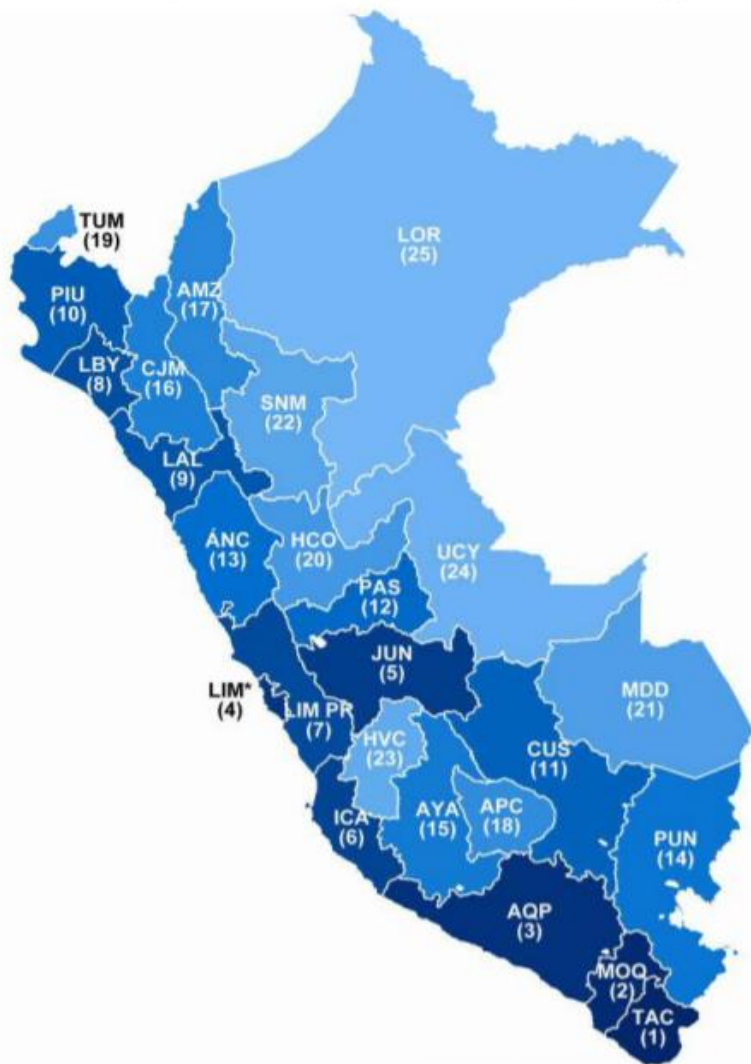 TUM
(19)
LOR
(25)
PIU
(10)
AMZ
(17)
LBY
(8)
CJM
(16)
SNM
(22)
LAL
(9)
ÁNC
(13)
HCO
(20)
UCY
(24)
PAS
(12)
JUN
(5)
LIM*
(4)
LIM PR
(7)
MDD
(21)
HVC
(23)
CUS
(11)
ICA
(6)
AYA
(15)
APC
(18)
PUN
(14)
AQP
(3)
MOQ
(2)
TAC
(1)